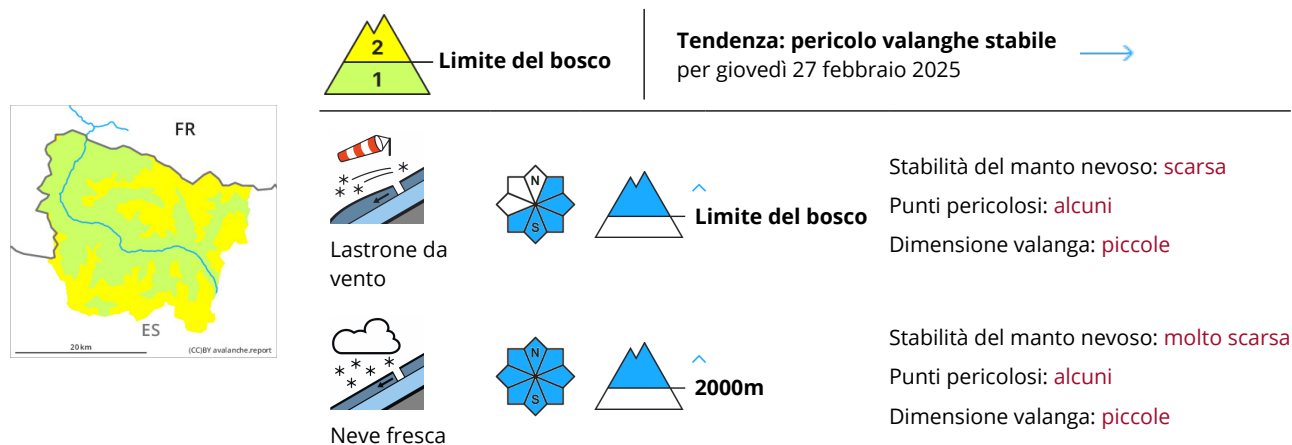 2
1
Limite del bosco
Tendenza: pericolo valanghe stabile
per giovedì 27 febbraio 2025
FR
ES
20 km
(CC)BY avalanche.report
Lastrone da
vento
N
S
Limite del bosco
Stabilità del manto nevoso: scarsa
Punti pericolosi: alcuni
Dimensione valanga: piccole
Neve fresca
N
S
2000m
Stabilità del manto nevoso: molto scarsa
Punti pericolosi: alcuni
Dimensione valanga: piccole